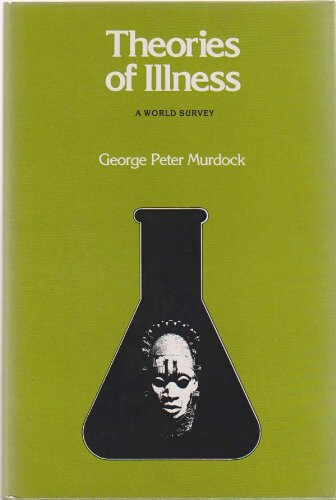 Theories
of Illness
A WORLD SURVEY
George Peter Murdock